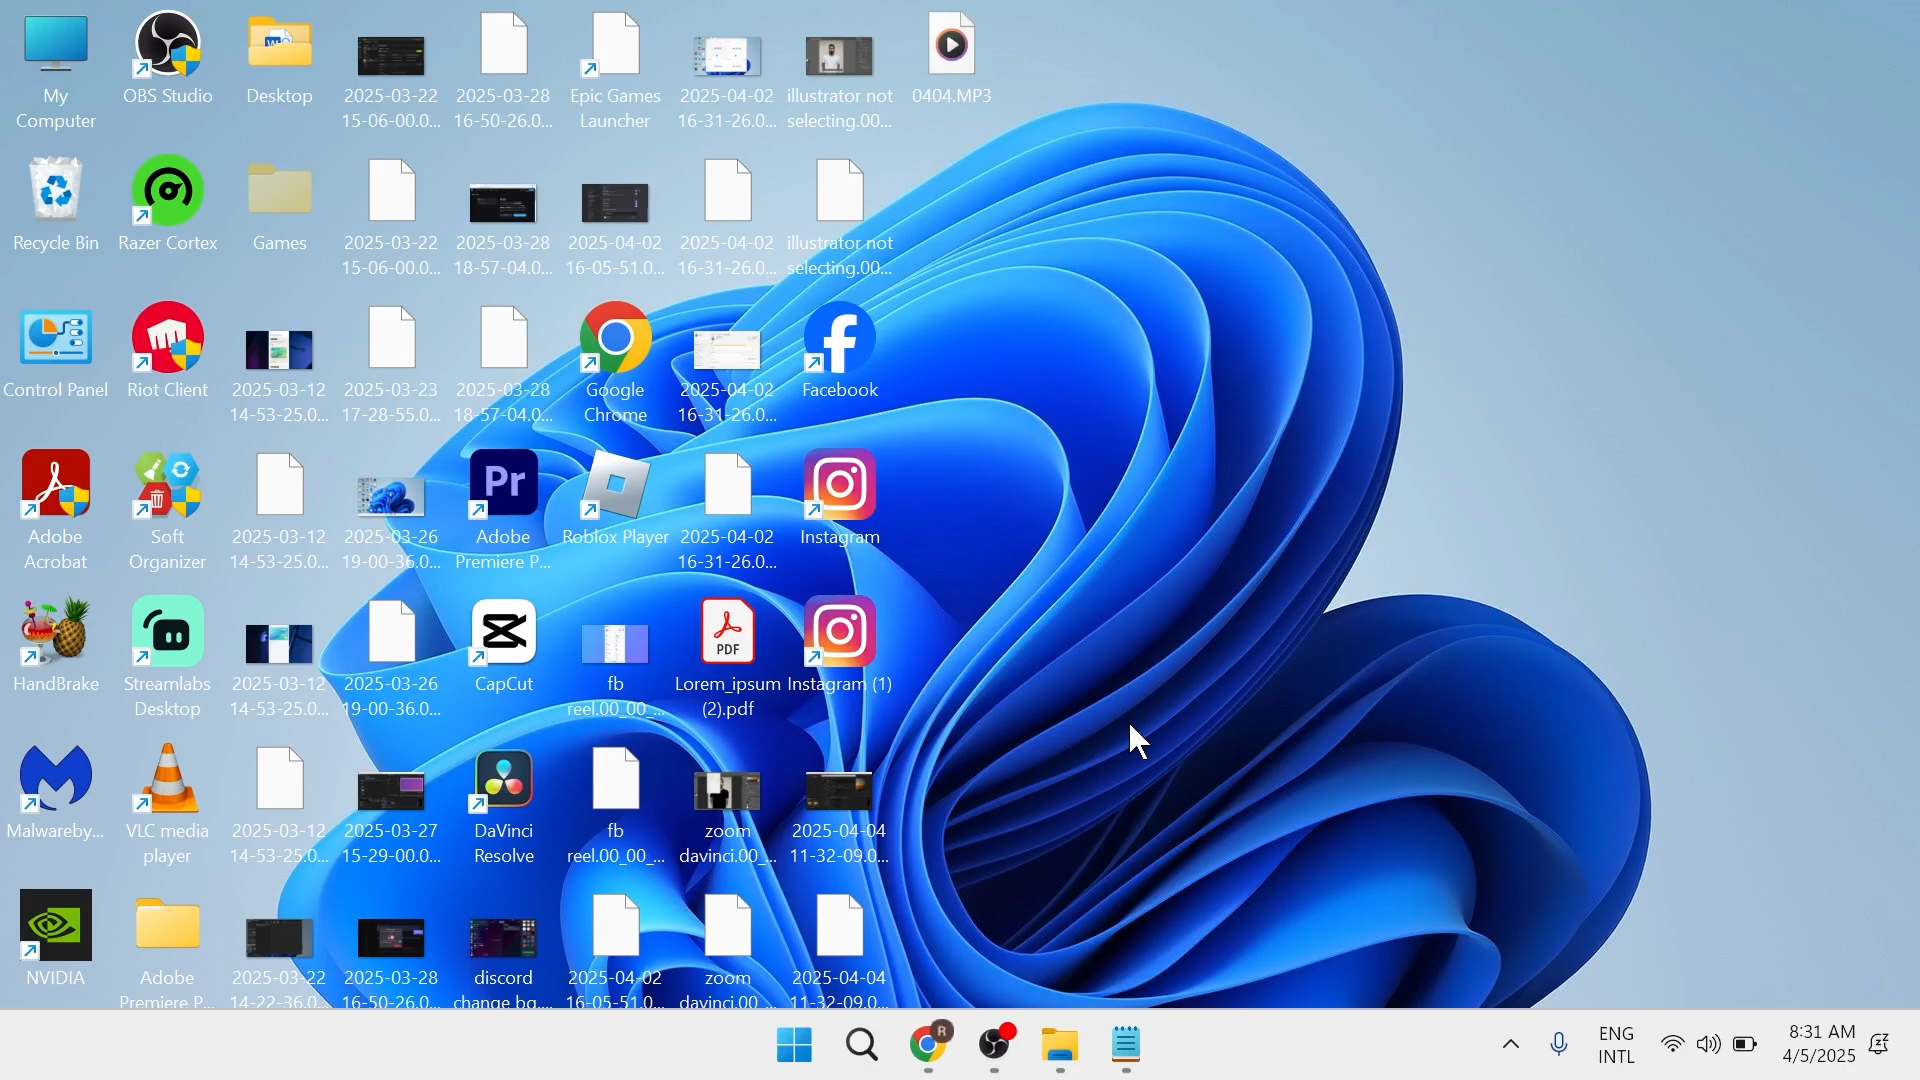 My
Computer
OBS Studio
Desktop
2025-03-22
15-06-00.0...
2025-03-28
16-50-26.0...
Epic Games
Launcher
2025-04-02
16-31-26.0...
illustrator not
selecting.00...
0404.MP3
Recycle Bin
Razer Cortex
Games
2025-03-22
15-06-00.0...
2025-03-28
18-57-04.0...
2025-04-02
16-05-51.0...
2025-04-02
16-31-26.0...
illustrator not
selecting.00...
Control Panel
Riot Client
2025-03-12
14-53-25.0...
2025-03-23
17-28-55.0...
2025-03-28
18-57-04.0...
Google
Chrome
2025-04-02
16-31-26.0...
Facebook
Adobe
Acrobat
Soft
Organizer
2025-03-12
14-53-25.0...
2025-03-26
19-00-36.0...
Pr
Adobe
Premiere P...
Roblox Player
2025-04-02
16-31-26.0...
Instagram
HandBrake
Streamlabs
Desktop
2025-03-12
14-53-25.0...
2025-03-26
19-00-36.0...
CapCut
fb
reel.00_00_...
PDF
Lorem_ipsum
(2).pdf
Instagram (1)
Malwareby...
VLC media
player
2025-03-12
14-53-25.0...
2025-03-27
15-29-00.0...
DaVinci
Resolve
fb
reel.00_00_...
zoom
davinci.00_...
2025-04-04
11-32-09.0...
NVIDIA
Adobe
Premiere P...
2025-03-22
14-22-36.0...
2025-03-28
16-50-26.0...
discord
change bg....
2025-04-02
16-05-51.0...
zoom
davinci.00_...
2025-04-04
11-32-09.0...
R
ENG
INTL
8:31 AM
4/5/2025